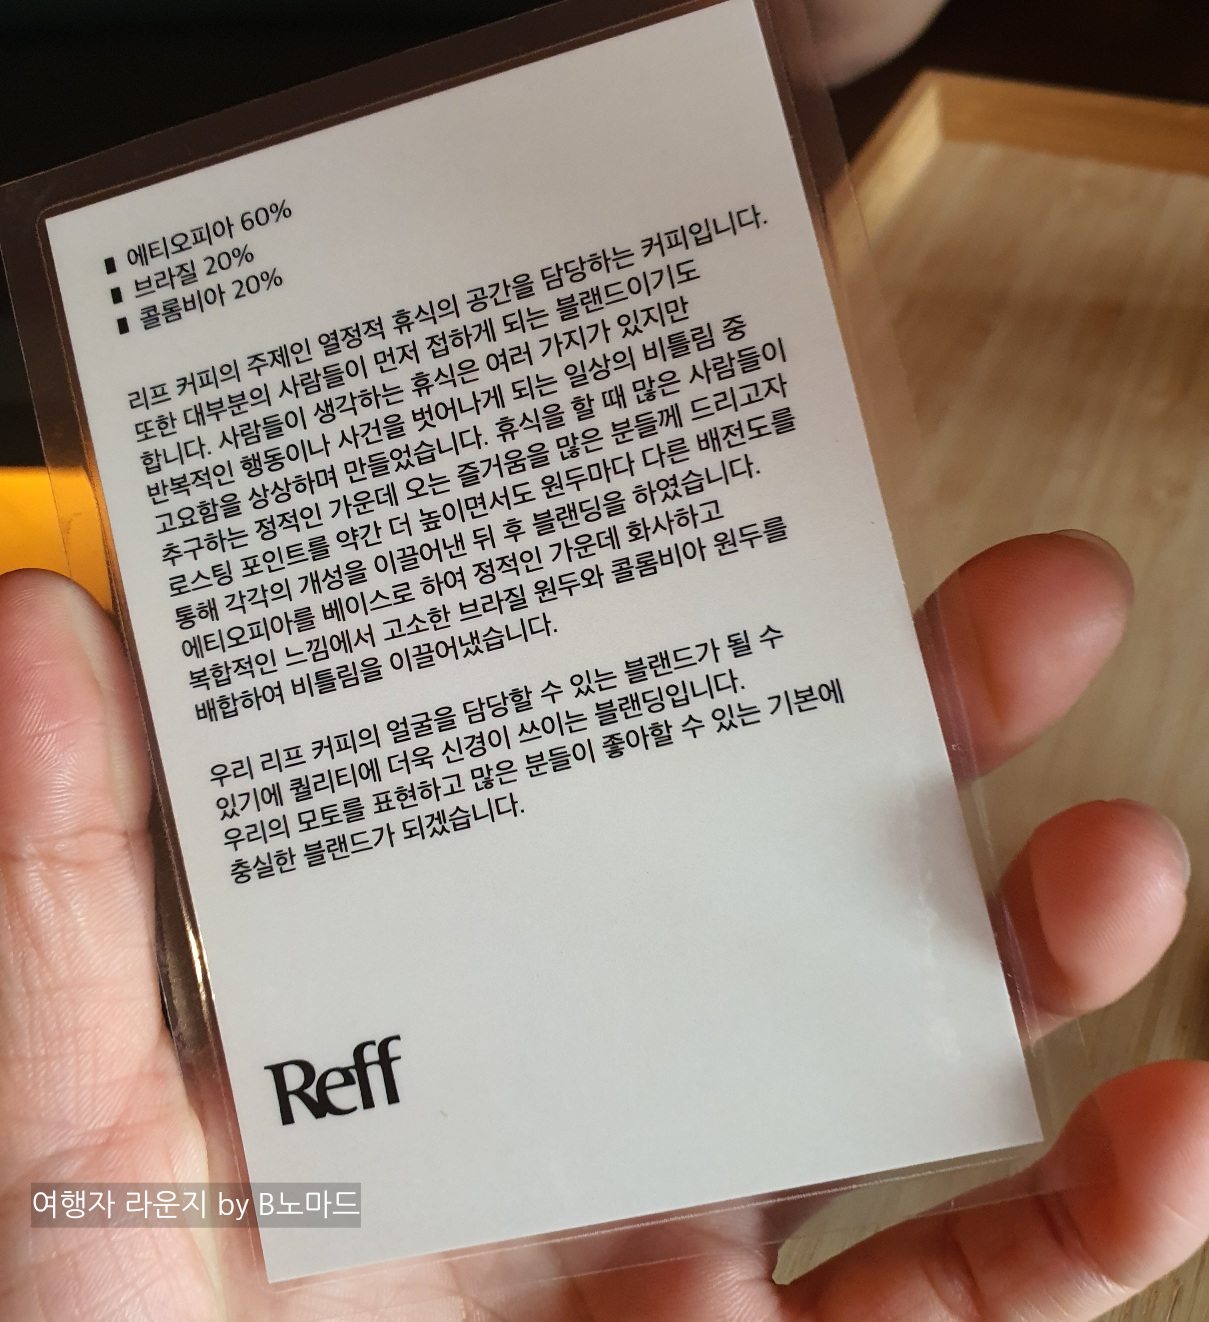 ▮ 에티오피아 60%
▮ 브라질 20%
▮ 콜롬비아 20%
리프 커피의 주제인 열정적 휴식의 공간을 담당하는 커피입니다.
또한 대부분의 사람들이 먼저 접하게 되는 블랜드이기도
합니다. 사람들이 생각하는 휴식은 여러 가지가 있지만
반복적인 행동이나 사건을 벗어나게 되는 일상의 비틀림 중
고요함을 상상하며 만들었습니다. 휴식을 할 때 많은 사람들이
추구하는 정적인 가운데 오는 즐거움을 많은 분들께 드리고자
로스팅 포인트를 약간 더 높이면서도 원두마다 다른 배전도를
통해 각각의 개성을 이끌어낸 뒤 후 블랜딩을 하였습니다.
에티오피아를 베이스로 하여 정적인 가운데 화사하고
복합적인 느낌에서 고소한 브라질 원두와 콜롬비아 원두를
배합하여 비틀림을 이끌어냈습니다.
우리 리프 커피의 얼굴을 담당할 수 있는 블랜드가 될 수
있기에 퀄리티에 더욱 신경이 쓰이는 블랜딩입니다.
우리의 모토를 표현하고 많은 분들이 좋아할 수 있는 기본에
충실한 블랜드가 되겠습니다.
Reff
여행자 라운지 by B노마드